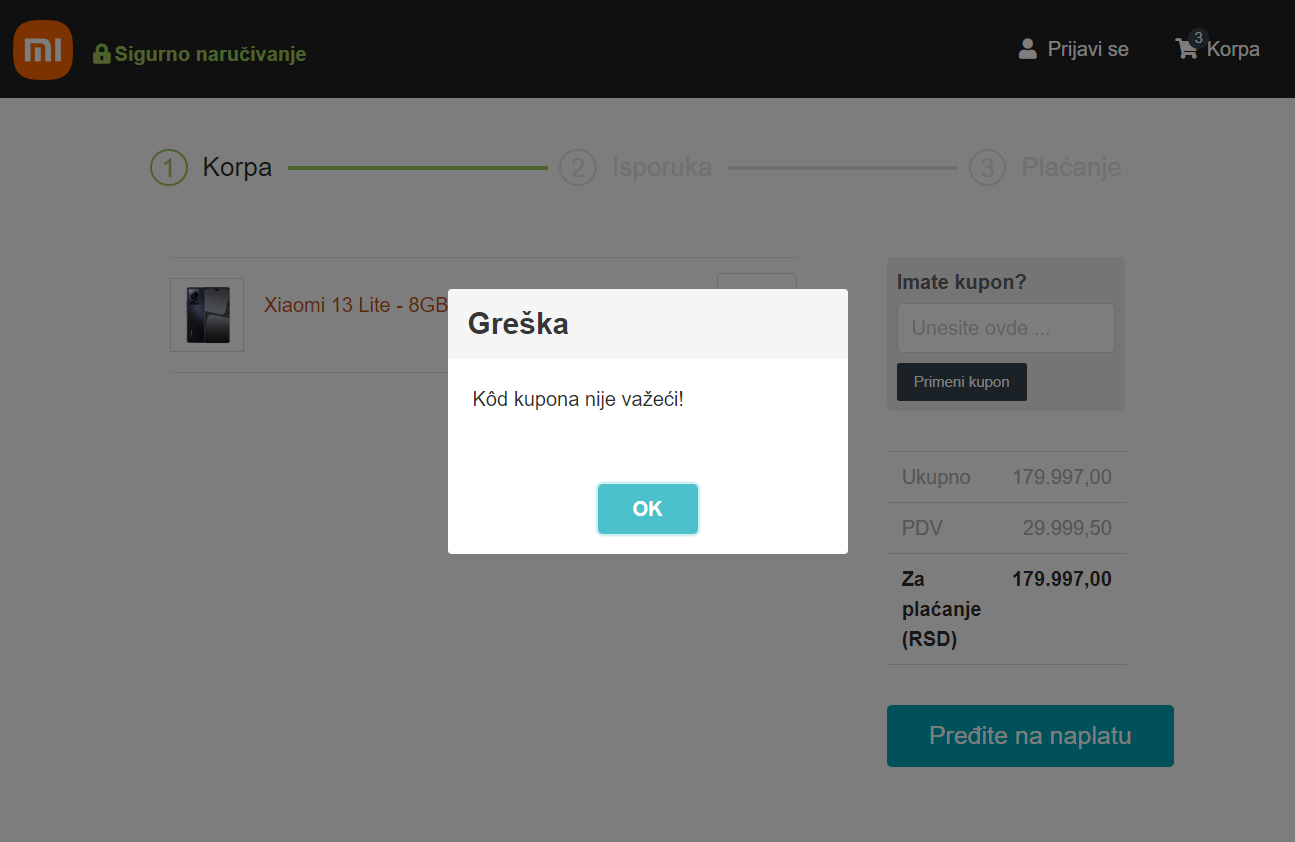 mi
Sigurno naručivanje
Prijavi se
3
Korpa
1 Korpa
2 Isporuka
3 Plaćanje
Xiaomi 13 Lite - 8GB
Imate kupon?
Unesite ovde ...
Primeni kupon
Greška
Kôd kupona nije važeći!
OK
Ukupno 179.997,00
PDV 29.999,50
Za 179.997,00
plaćanje
(RSD)
Pređite na naplatu